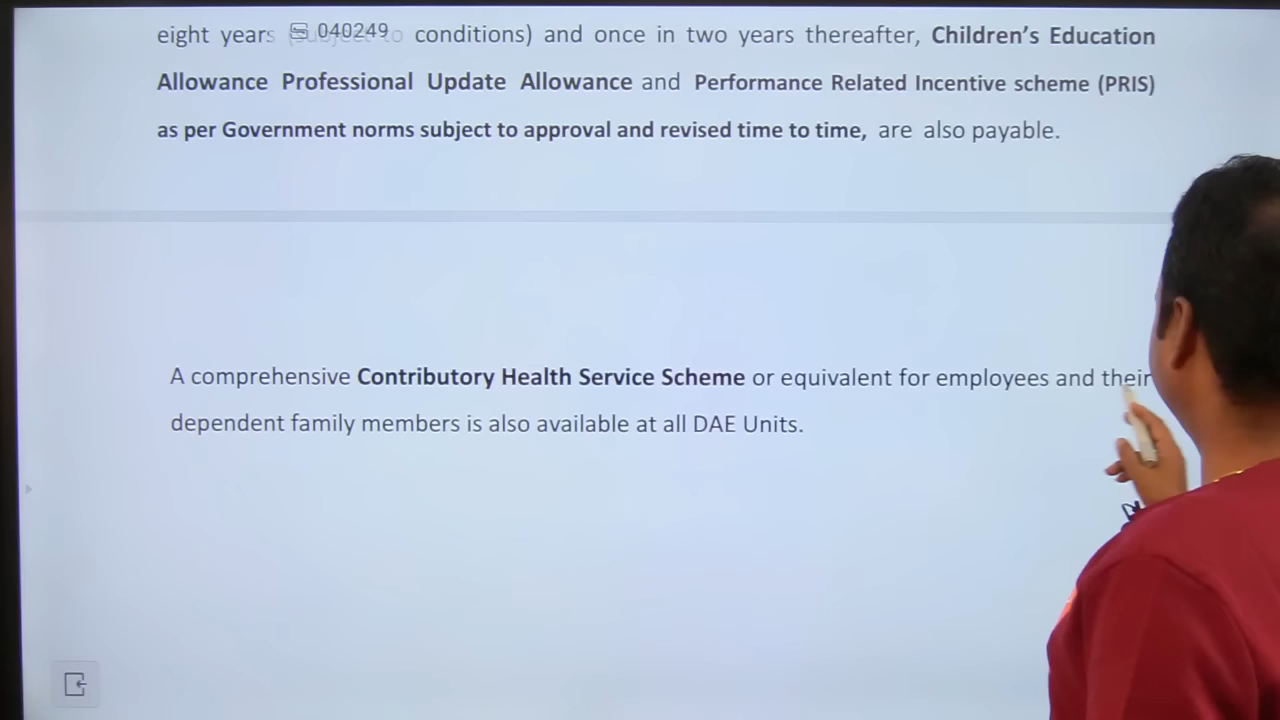 eight years 040249 conditions) and once in two years thereafter, Children's Education
Allowance Professional Update Allowance and Performance Related Incentive scheme (PRIS)
as per Government norms subject to approval and revised time to time, are also payable.
A comprehensive Contributory Health Service Scheme or equivalent for employees and their
dependent family members is also available at all DAE Units.